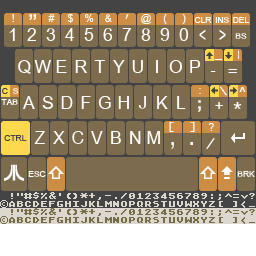 ! " # $ % & ' @ ( ) CLR INS DEL
1 2 3 4 5 6 7 8 9 0 < > BS
Q W E R T Y U I O P - =
C S : \ ^
TAB A S D F G H J K L ; + *
[ ] ?
CTRL Z X C V B N M , . / ↵
ESC BRK
!"#$%&'()*+,-./0123456789:;^=v?
©ABCDEFGHIJKLMNOPQRSTUVWXYZ[ ](_
!"#$%&'()*+,-./0123456789:;^=v?
©ABCDEFGHIJKLMNOPQRSTUVWXYZ[ ](_